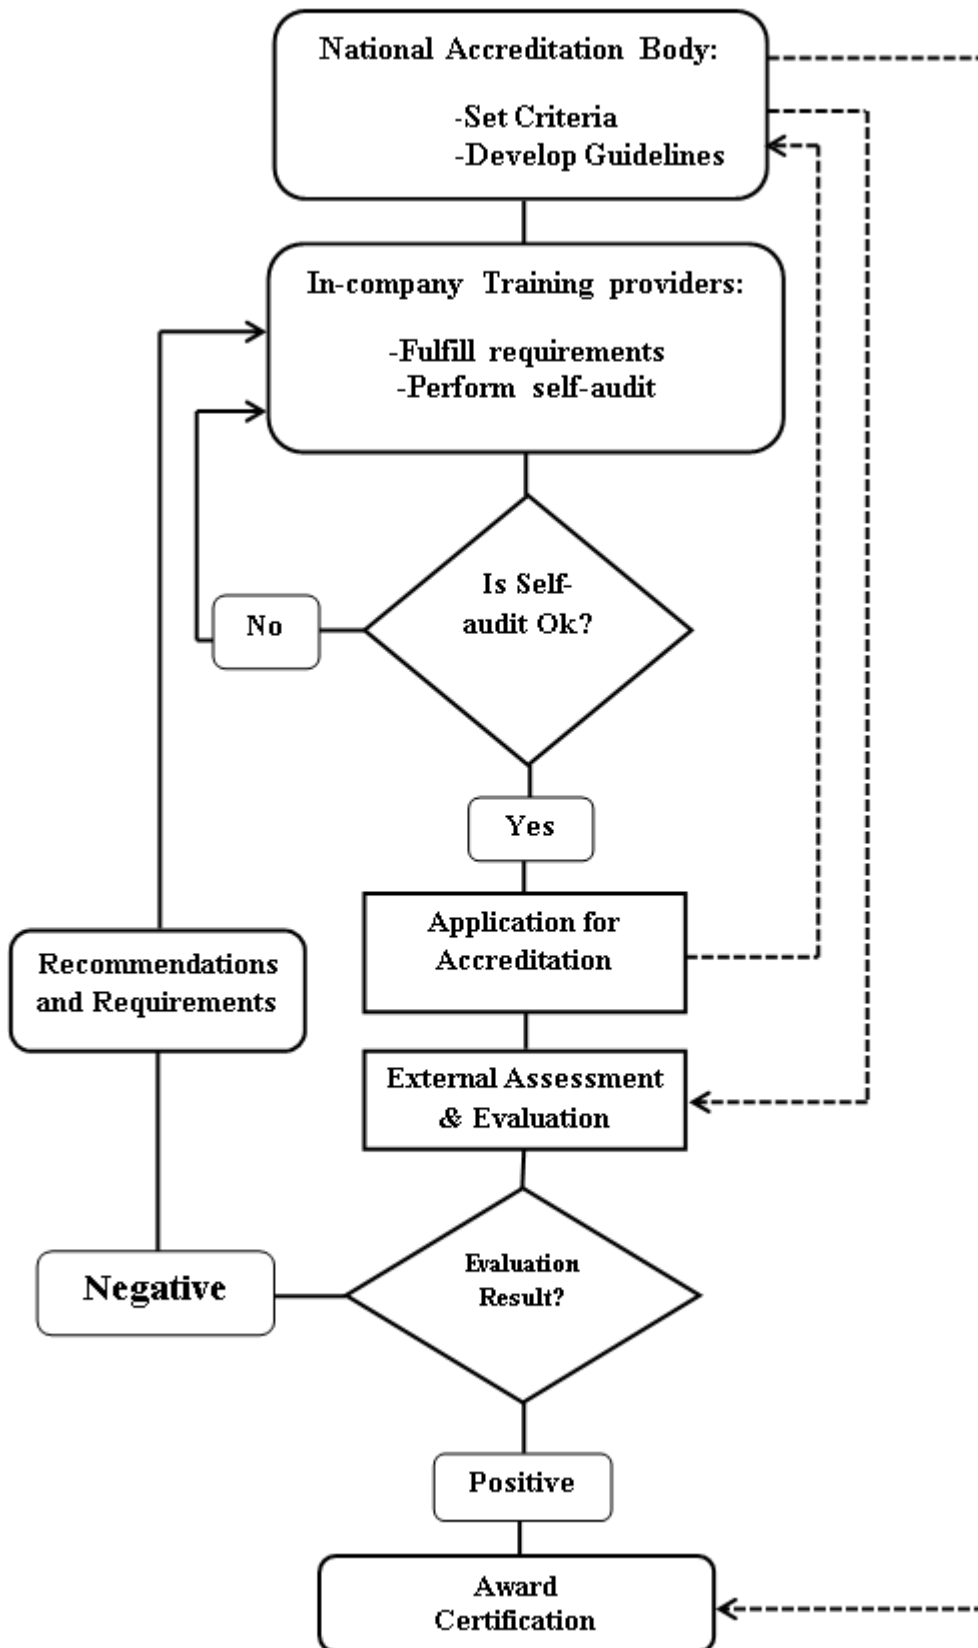 National Accreditation Body:
-Set Criteria
-Develop Guidelines
In-company Training providers:
-Fulfill requirements
-Perform self-audit
Is Self-
audit Ok?
No
Yes
Application for
Accreditation
Recommendations
and Requirements
External Assessment
& Evaluation
Evaluation
Result?
Negative
Positive
Award
Certification